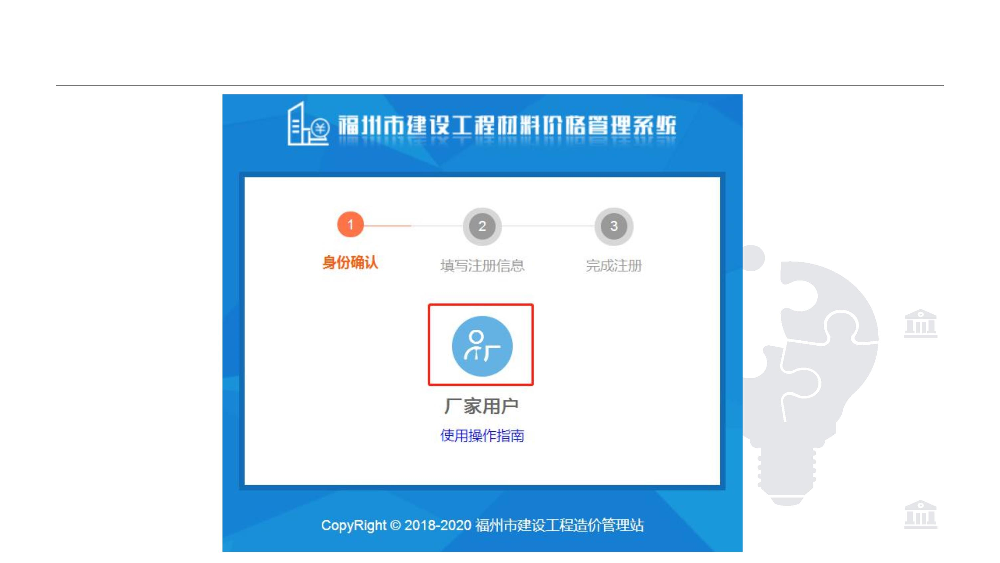 福州市建设工程材料价格管理系统
1
2
3
身份确认
填写注册信息
完成注册
厂
厂家用户
使用操作指南
CopyRight © 2018-2020 福州市建设工程造价管理站